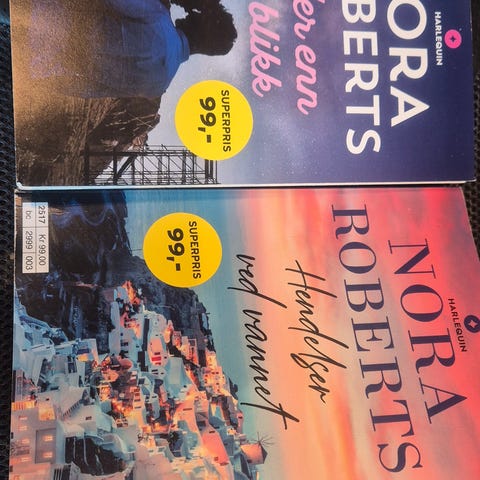 HARLEQUIN
NORA
ROBERTS
er enn
blikk
SUPERPRIS
99,-
HARLEQUIN
NORA
ROBERTS
Hendelser
ved vannet
SUPERPRIS
99,-
2517 Kr 99,00
bc 2999 003